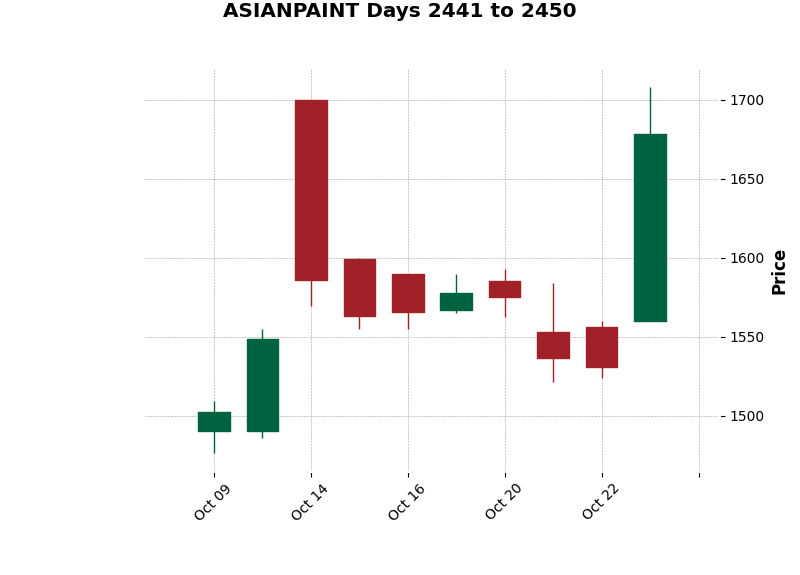 ASIANPAINT Days 2441 to 2450
1700
1650
1600
1550
1500
Price
Oct 09
Oct 14
Oct 16
Oct 20
Oct 22